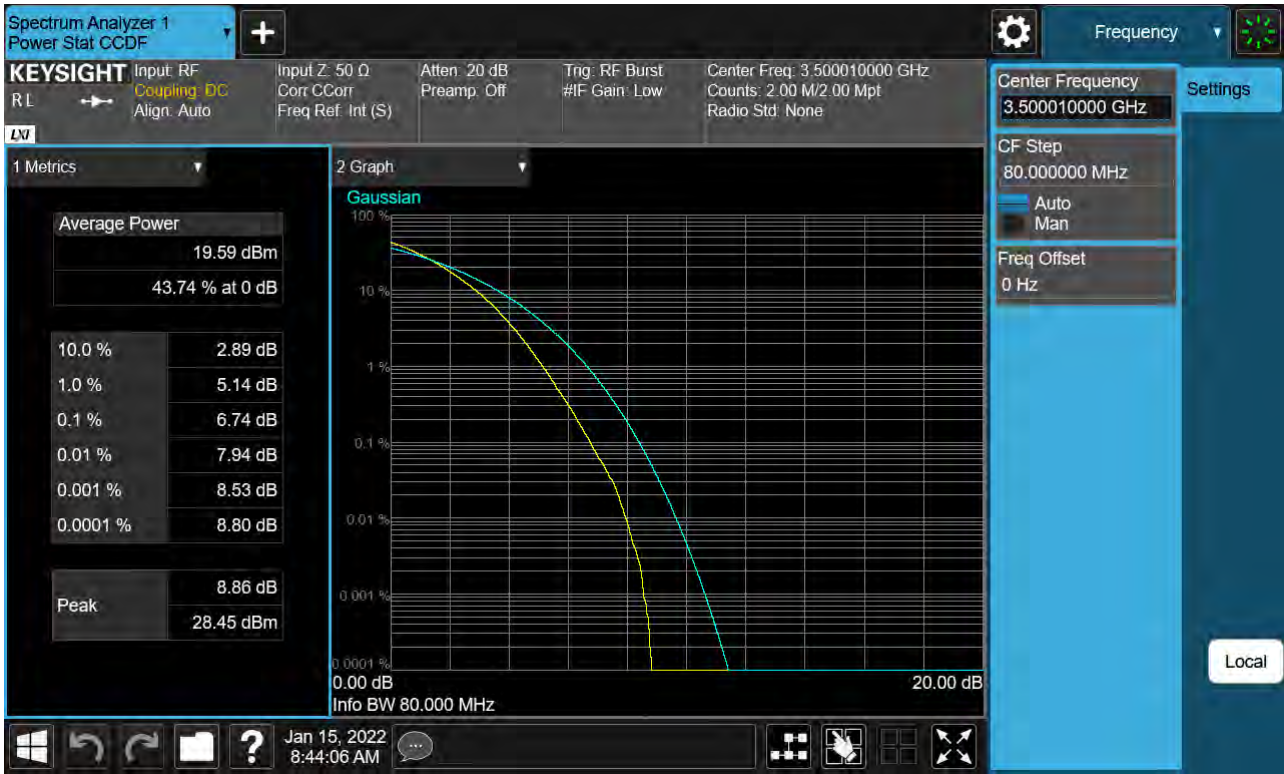 Spectrum Analyzer 1
Power Stat CCDF
Frequency
KEYSIGHT
R L
LXI
Input: RF
Coupling: DC
Align: Auto
Input Z: 50 Ω
Corr CCorr
Freq Ref: Int (S)
Atten: 20 dB
Preamp: Off
Trig: RF Burst
#IF Gain: Low
Center Freq: 3.500010000 GHz
Counts: 2.00 M/2.00 Mpt
Radio Std: None
Center Frequency
3.500010000 GHz
Settings
CF Step
80.000000 MHz
Auto
Man
Freq Offset
0 Hz
1 Metrics
Average Power
19.59 dBm
43.74 % at 0 dB
10.0 % 2.89 dB
1.0 % 5.14 dB
0.1 % 6.74 dB
0.01 % 7.94 dB
0.001 % 8.53 dB
0.0001 % 8.80 dB
Peak
8.86 dB
28.45 dBm
2 Graph
Gaussian
100 %
10 %
1 %
0.1 %
0.01 %
0.001 %
0.0001 %
0.00 dB 20.00 dB
Info BW 80.000 MHz
Local
?
Jan 15, 2022
8:44:06 AM